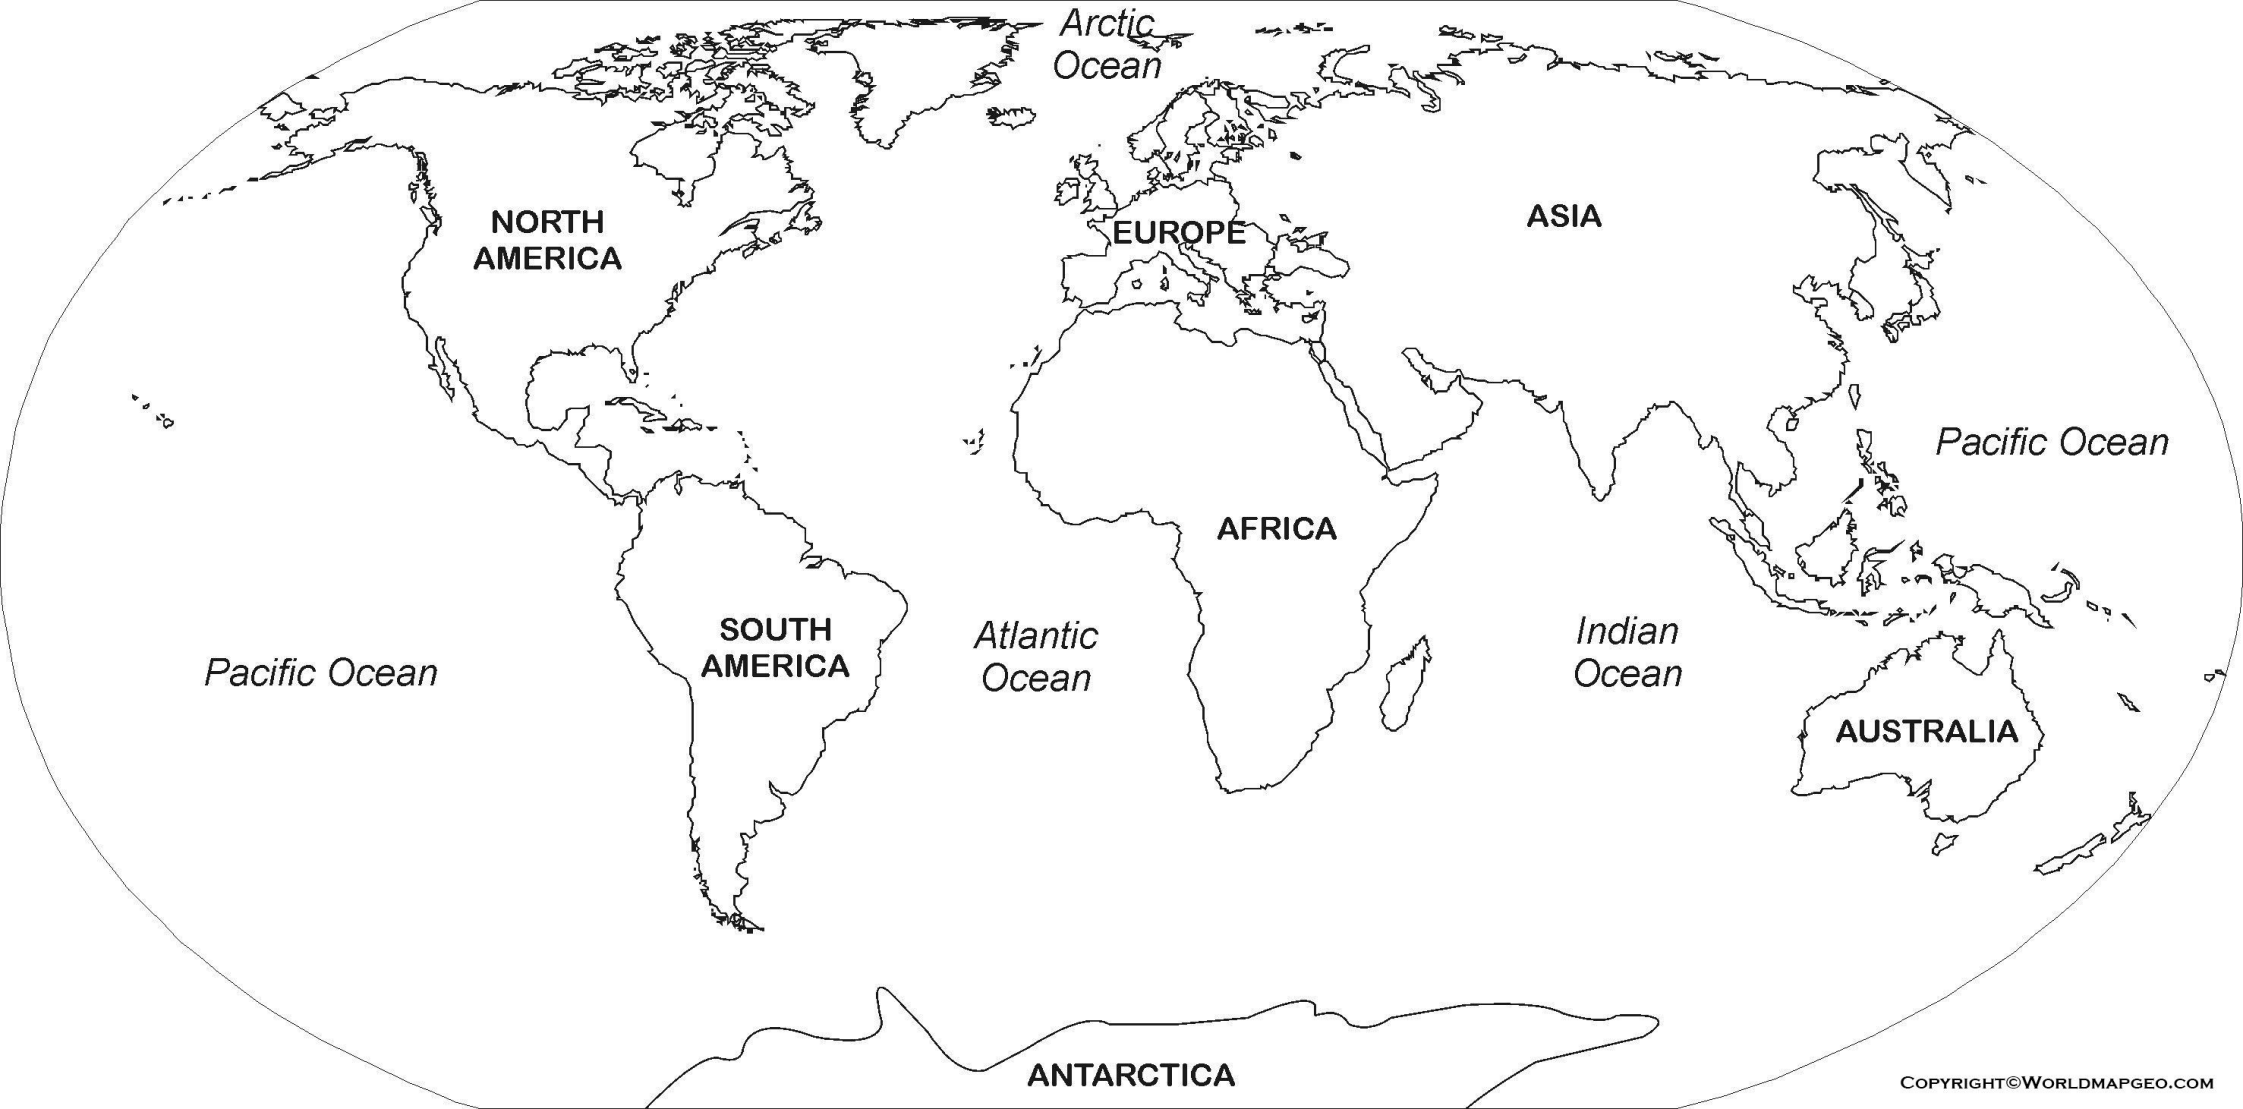 Arctic
Ocean
NORTH
AMERICA
EUROPE
ASIA
Pacific Ocean
AFRICA
SOUTH
AMERICA
Atlantic
Ocean
Indian
Ocean
Pacific Ocean
AUSTRALIA
ANTARCTICA
Copyright©Worldmapgeo.com